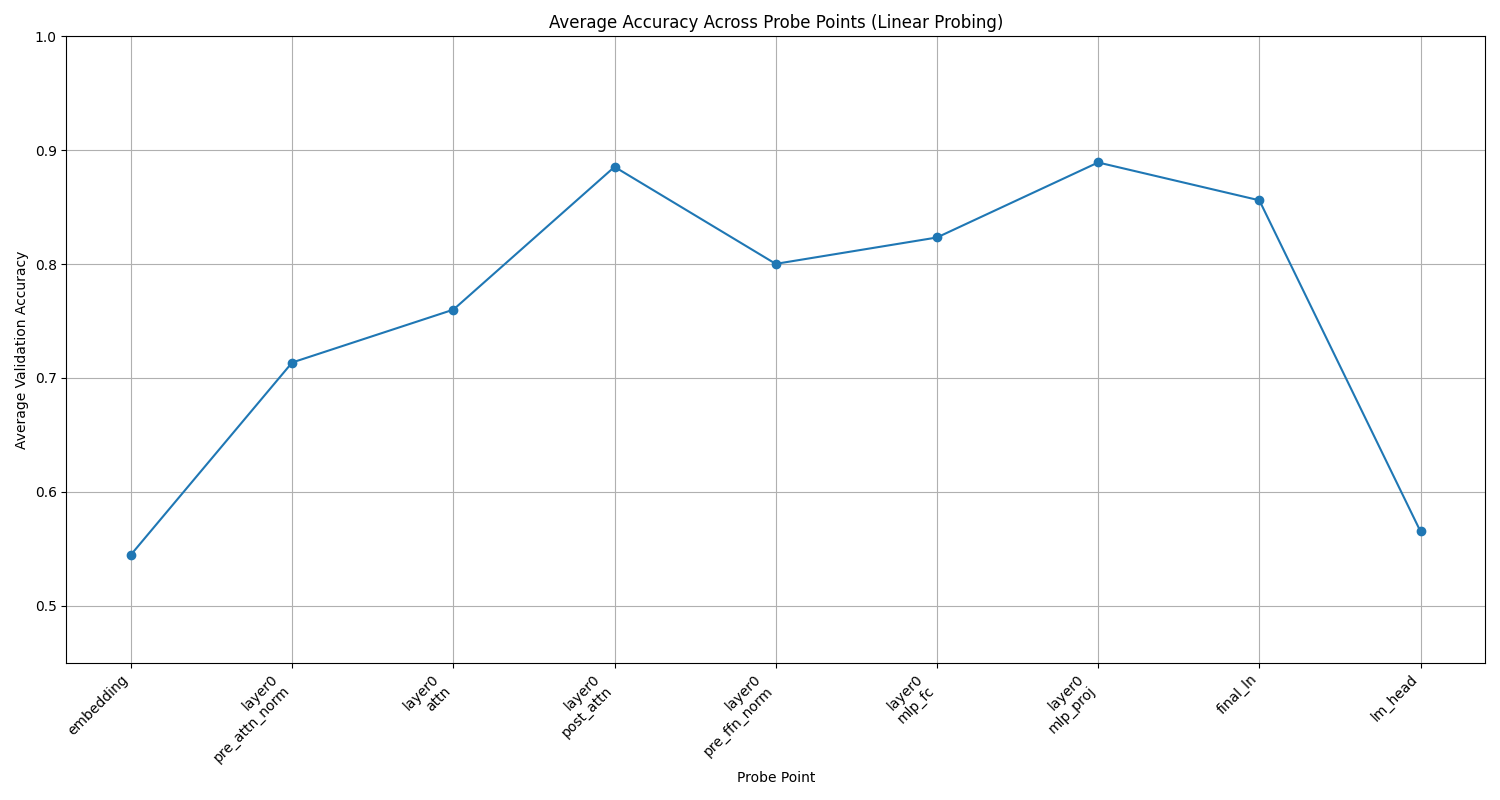 Average Accuracy Across Probe Points (Linear Probing)
1.0
0.9
0.8
0.7
0.6
0.5
Average Validation Accuracy
embedding
layer0
pre_attn_norm
layer0
attn
layer0
post_attn
layer0
pre_ffn_norm
layer0
mlp_fc
layer0
mlp_proj
final_ln
lm_head
Probe Point